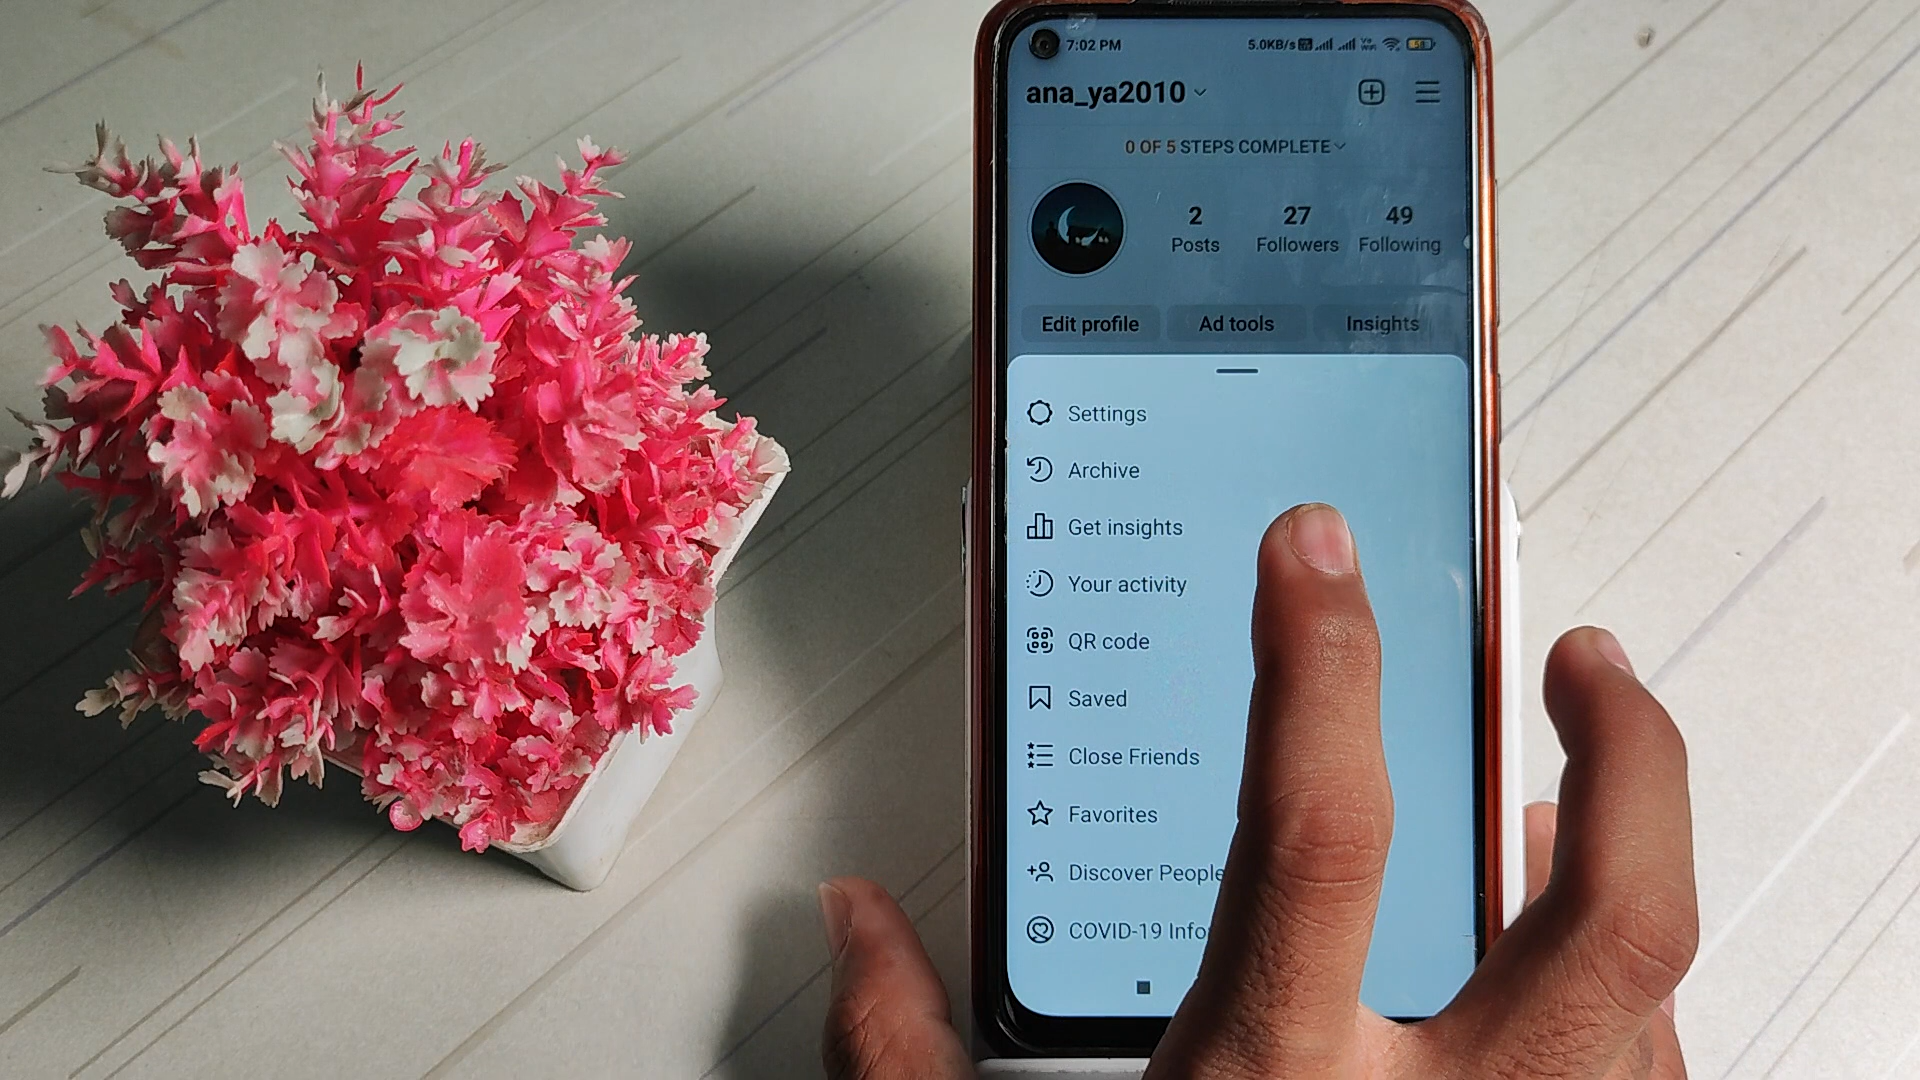 7:02 PM 5.0KB/s 58
ana_ya2010
0 OF 5 STEPS COMPLETE
2 27 49
Posts Followers Following
Edit profile Ad tools Insights
Settings
Archive
Get insights
Your activity
QR code
Saved
Close Friends
Favorites
Discover People
COVID-19 Info